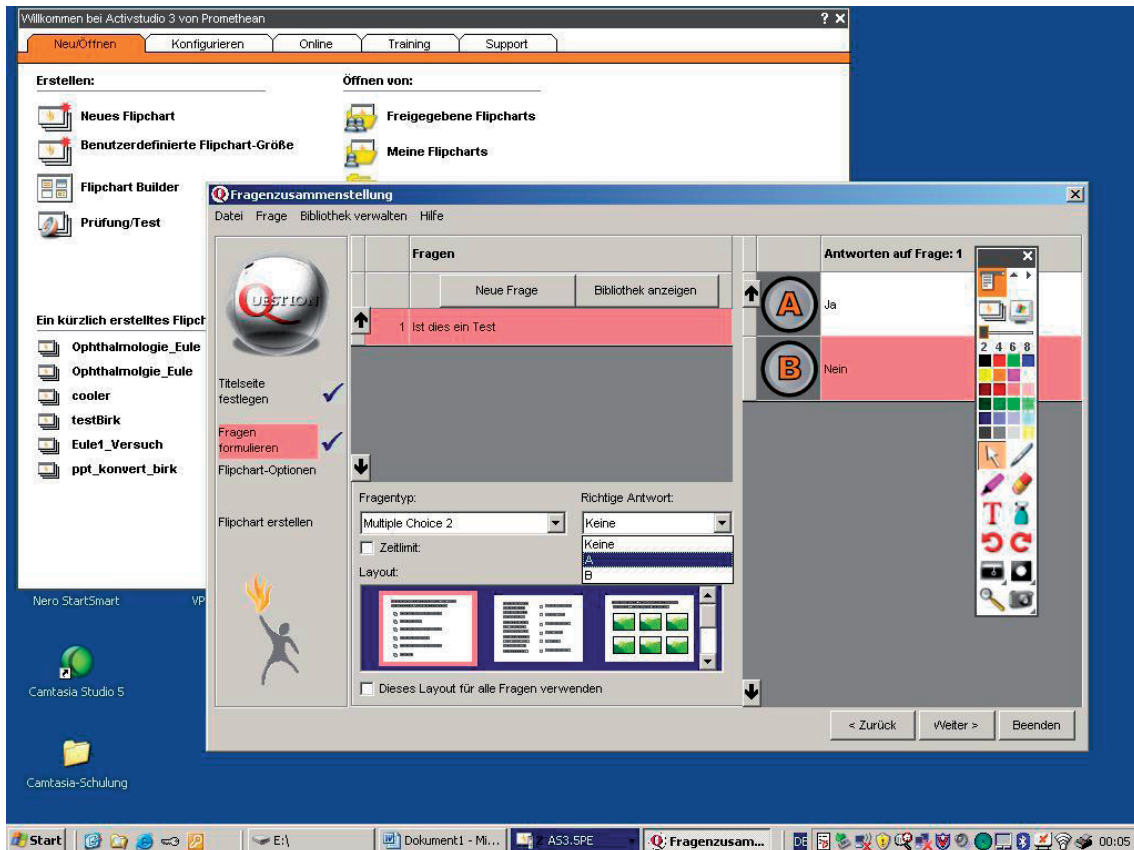 Willkommen bei Activstudio 3 von Promethean
Neu/Öffnen
Konfigurieren
Online
Training
Support
Erstellen:
Neues Flipchart
Benutzerdefinierte Flipchart-Größe
Flipchart Builder
Prüfung/Test
Öffnen von:
Freigegebene Flipcharts
Meine Flipcharts
Ein kürzlich erstelltes Flipch
Ophthalmologie_Eule
Ophthalmolgie_Eule
cooler
testBirk
Eule1_Versuch
ppt_konvert_birk
Fragenzusammenstellung
Datei Frage Bibliothek verwalten Hilfe
QUESTION
Titelseite
festlegen
Fragen
formulieren
Flipchart-Optionen
Flipchart erstellen
Fragen
Neue Frage
Bibliothek anzeigen
1 Ist dies ein Test
Fragentyp:
Multiple Choice 2
Zeitlimit:
Richtige Antwort:
Keine
Keine
A
B
Layout:
Dieses Layout für alle Fragen verwenden
Antworten auf Frage: 1
A Ja
B Nein
2 4 6 8
T
< Zurück
Weiter >
Beenden
Nero StartSmart
VP
Camtasia Studio 5
Camtasia-Schulung
Start
E:\
Dokument1 - Mi...
2 AS3.5PE
Fragenzusam...
DE
00:05